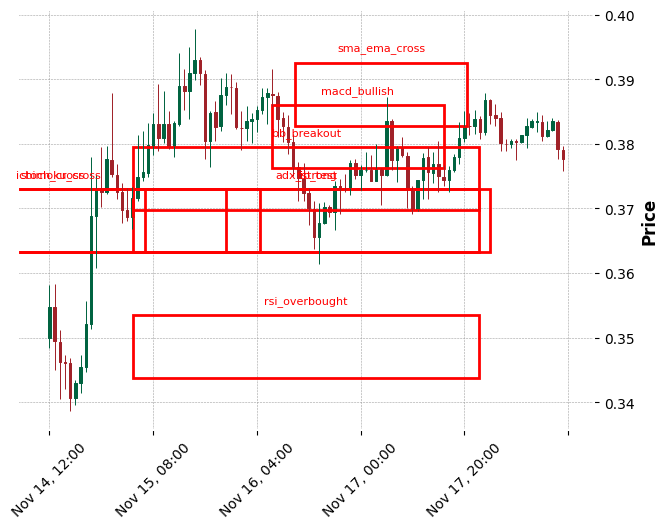 0.40
sma_ema_cross
0.39
macd_bullish
bb_breakout
0.38
adx_strong
0.37
Price
0.36
rsi_overbought
0.35
0.34
Nov 14, 12:00
Nov 15, 08:00
Nov 16, 04:00
Nov 17, 00:00
Nov 17, 20:00